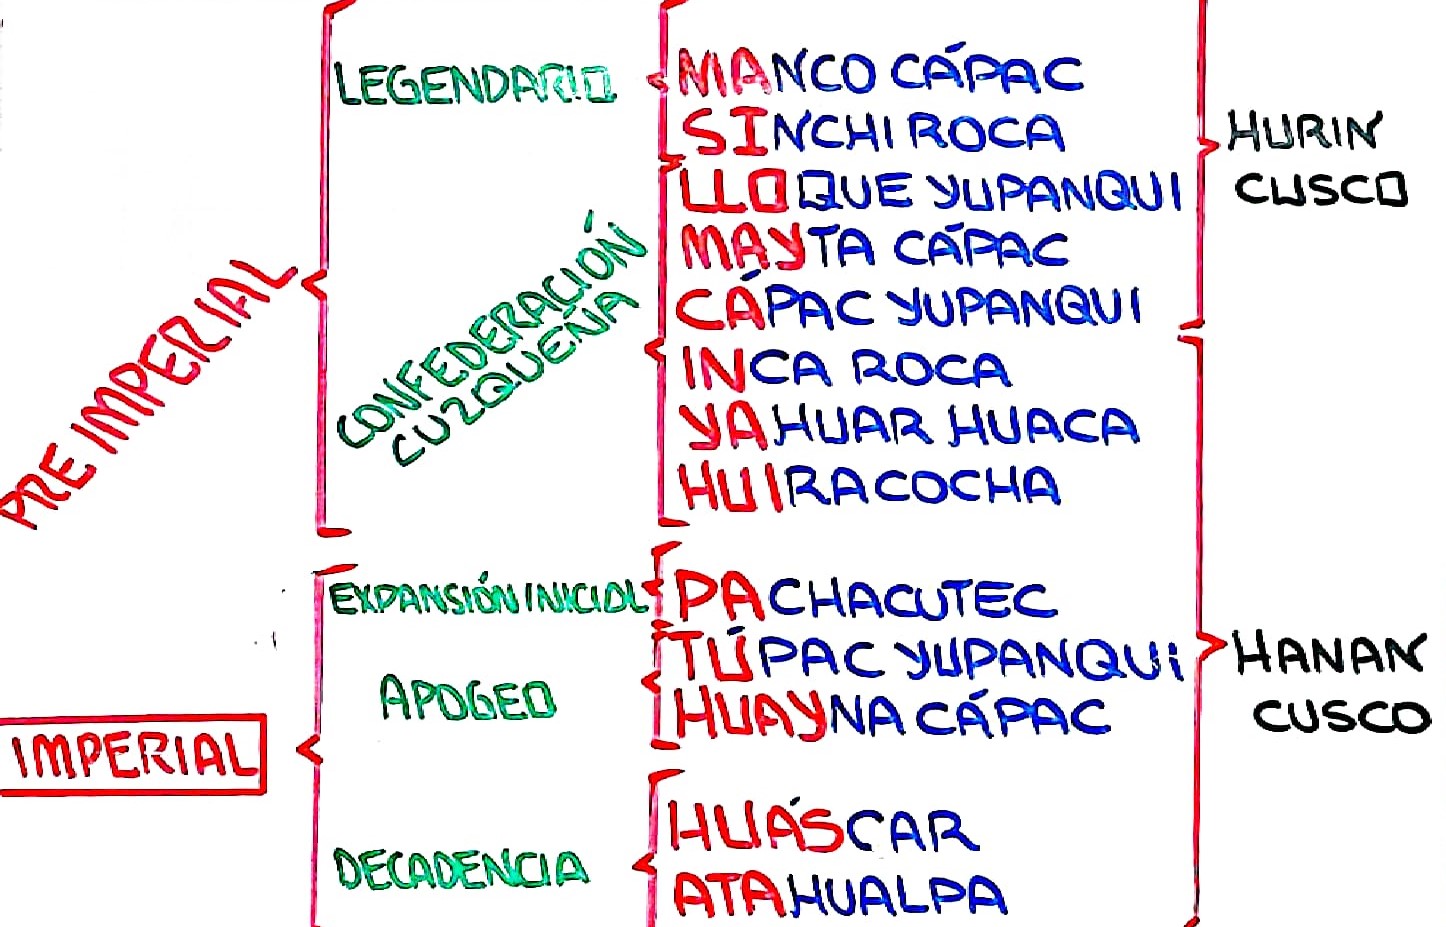 PRE IMPERIAL
LEGENDARIO
MANCO CÁPAC
SINCHI ROCA
CONFEDERACIÓN
CUZQUEÑA
LLOQUE YUPANQUI
MAYTA CÁPAC
CÁPAC YUPANQUI
INCA ROCA
YAHUAR HUACA
HUIRACOCHA
HURIN
CUSCO
IMPERIAL
EXPANSIÓN INICIAL
PACHACUTEC
APOGEO
TÚPAC YUPANQUI
HUAYNA CÁPAC
DECADENCIA
HUÁSCAR
ATAHUALPA
HANAN
CUSCO